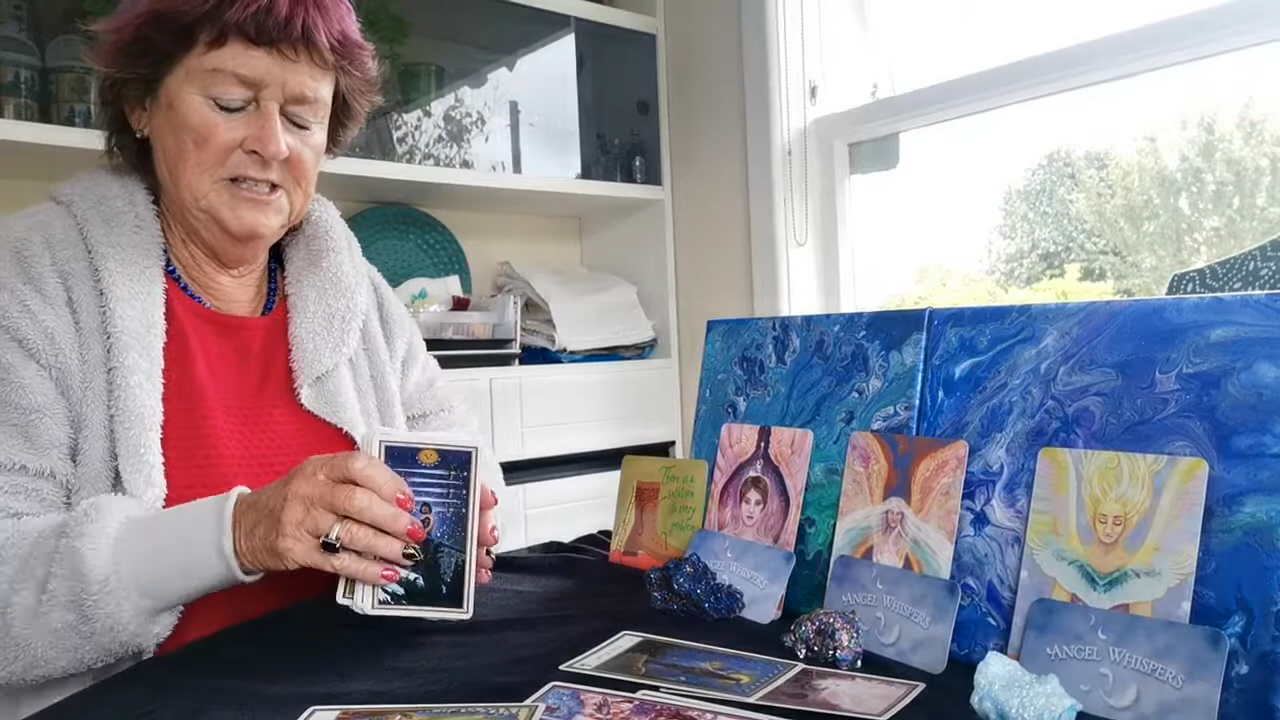 There is a
solution
to every
problem
ANGEL WHISPERS
ANGEL WHISPERS
ANGEL WHISPERS